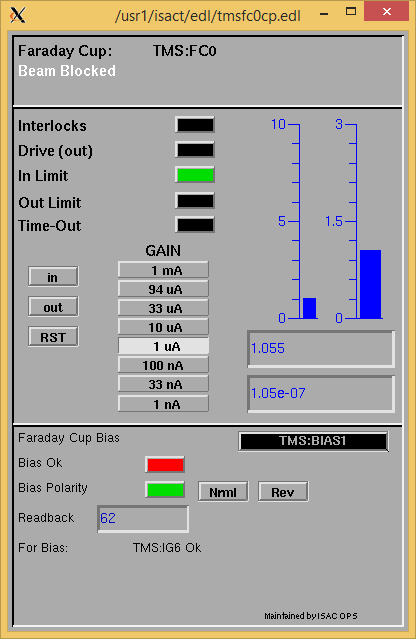 /usr1/isact/edl/tmsfc0cp.edl
Faraday Cup: TMS:FC0
Beam Blocked
Interlocks
Drive (out)
In Limit
Out Limit
Time-Out
10
5
0
3
1.5
0
GAIN
1 mA
94 uA
33 uA
10 uA
1 uA
100 nA
33 nA
1 nA
in
out
RST
1.055
1.05e-07
Faraday Cup Bias TMS:BIAS1
Bias Ok
Bias Polarity Nrml Rev
Readback 62
For Bias: TMS:IG6 Ok
Maintained by ISAC OPS